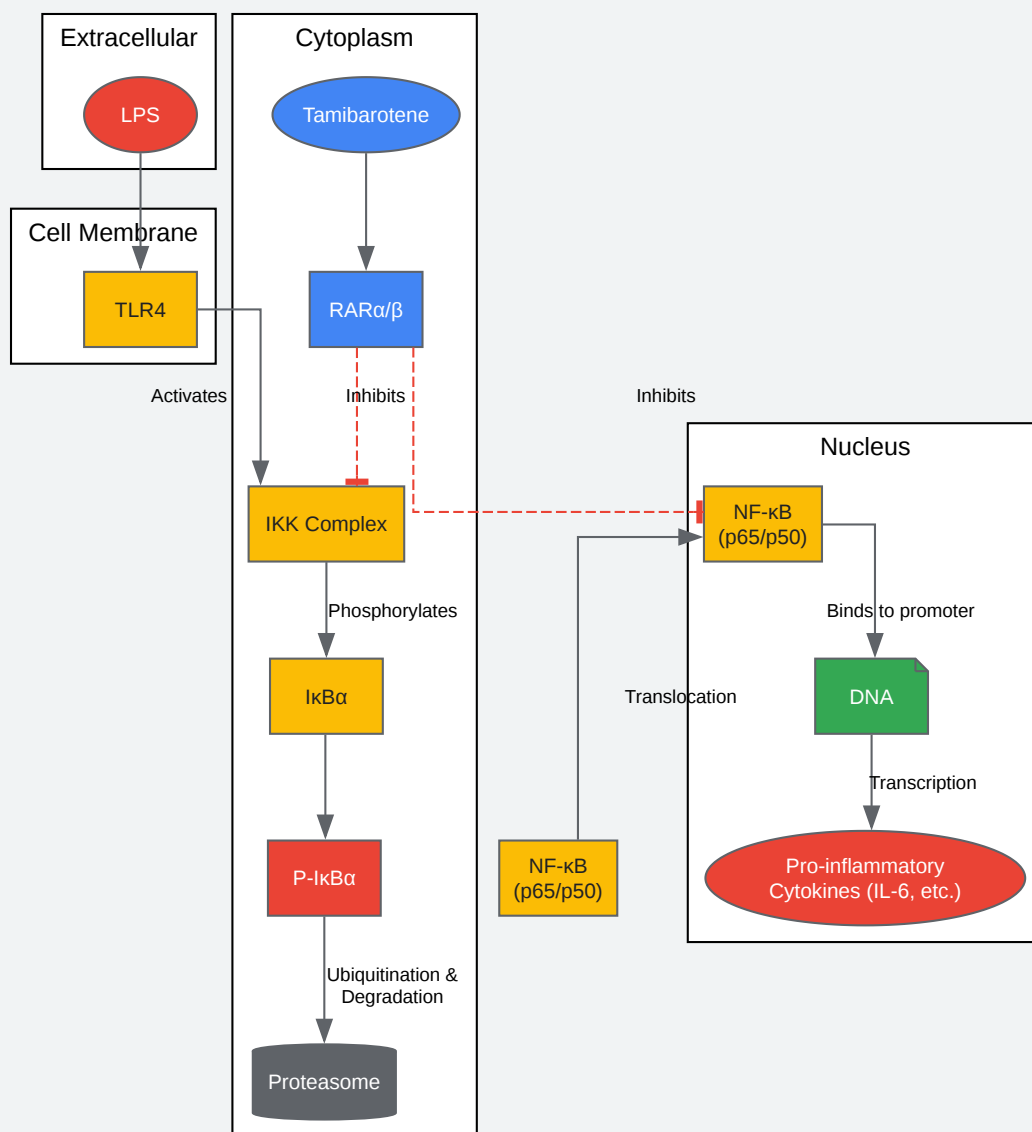 Extracellular
Cytoplasm
LPS
Tamibarotene
Cell Membrane
TLR4
RARα/β
Activates
Inhibits
Inhibits
Nucleus
IKK Complex
NF-κB
(p65/p50)
Phosphorylates
Binds to promoter
IκBα
Translocation
DNA
Transcription
P-IκBα
NF-κB
(p65/p50)
Pro-inflammatory
Cytokines (IL-6, etc.)
Ubiquitination &
Degradation
Proteasome